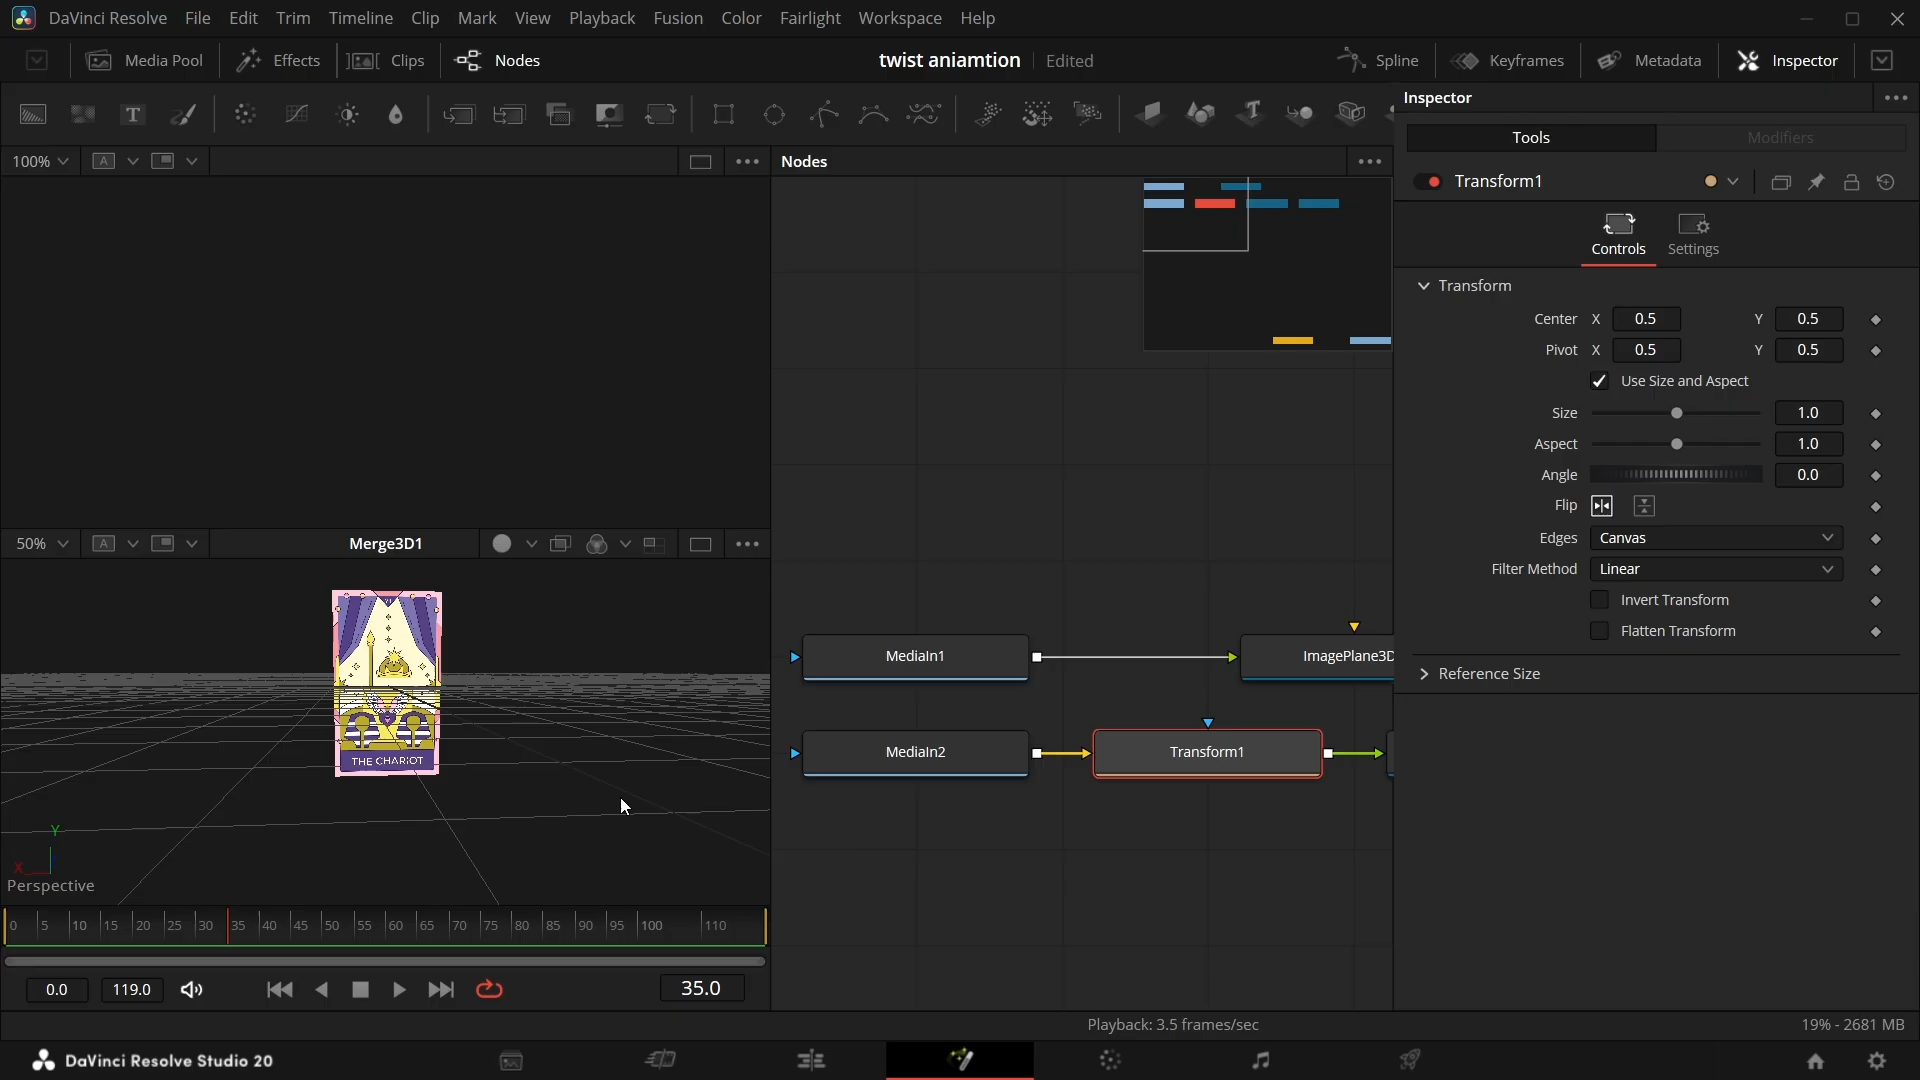 DaVinci Resolve File Edit Trim Timeline Clip Mark View Playback Fusion Color Fairlight Workspace Help
Media Pool Effects Clips Nodes twist aniamtion Edited Spline Keyframes Metadata Inspector
T T
Inspector
Tools Modifiers
100% A Nodes
Transform1
Controls Settings
Transform
Center X 0.5 Y 0.5
Pivot X 0.5 Y 0.5
Use Size and Aspect
Size 1.0
Aspect 1.0
Angle 0.0
Flip
Edges Canvas
Filter Method Linear
Invert Transform
Flatten Transform
Reference Size
50% A Merge3D1
THE CHARIOT
Y
X
Perspective
MediaIn1 ImagePlane3D
MediaIn2 Transform1
0 5 10 15 20 25 30 35 40 45 50 55 60 65 70 75 80 85 90 95 100 110
0.0 119.0 35.0
Playback: 3.5 frames/sec 19% - 2681 MB
DaVinci Resolve Studio 20